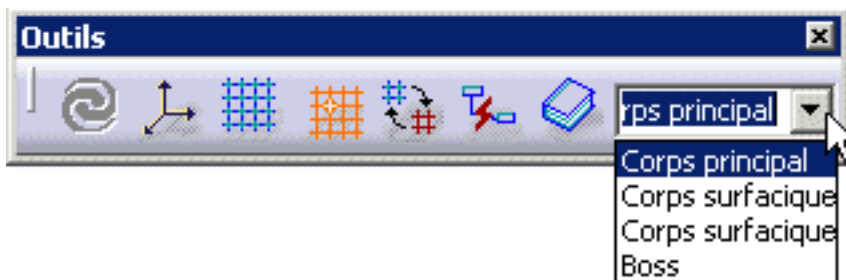 Outils
rps principal
Corps principal
Corps surfacique
Corps surfacique
Boss